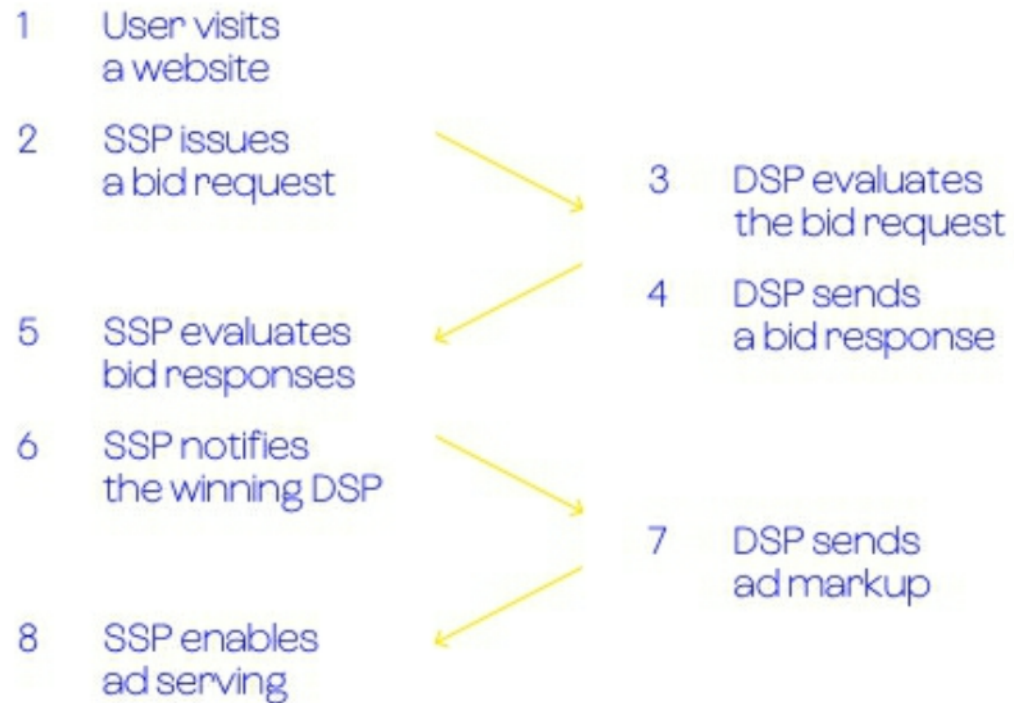 1 User visits
a website
2 SSP issues
a bid request
3 DSP evaluates
the bid request
4 DSP sends
a bid response
5 SSP evaluates
bid responses
6 SSP notifies
the winning DSP
7 DSP sends
ad markup
8 SSP enables
ad serving